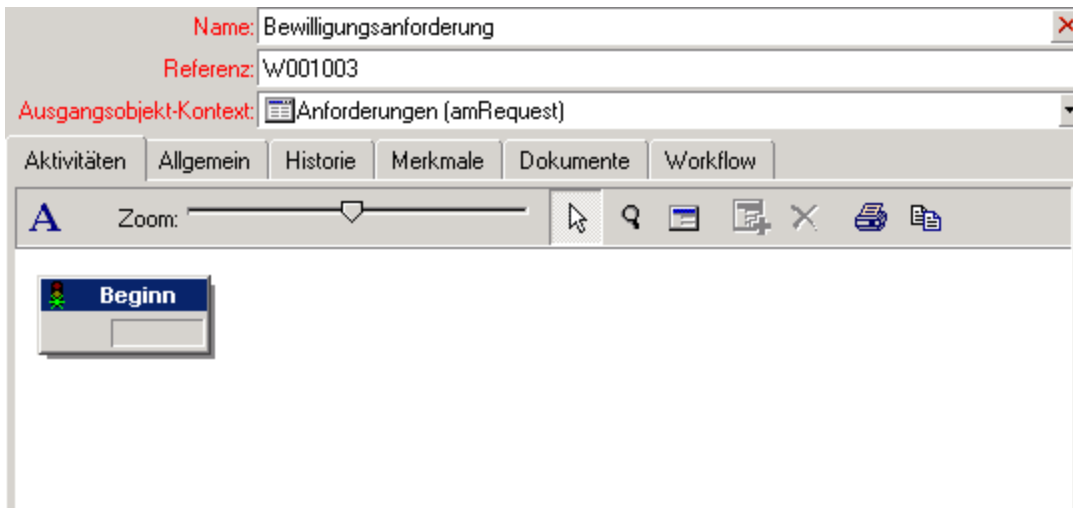 Name: Bewilligungsanforderung
Referenz: W001003
Ausgangsobjekt-Kontext: Anforderungen (amRequest)
Aktivitäten Allgemein Historie Merkmale Dokumente Workflow
A Zoom:
Beginn